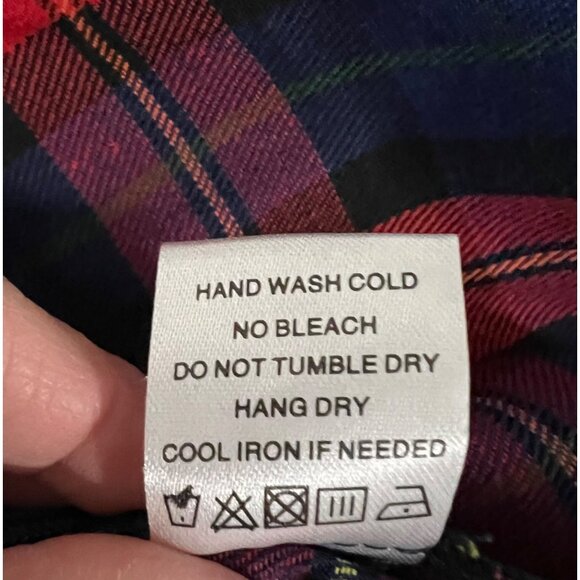 HAND WASH COLD
NO BLEACH
DO NOT TUMBLE DRY
HANG DRY
COOL IRON IF NEEDED